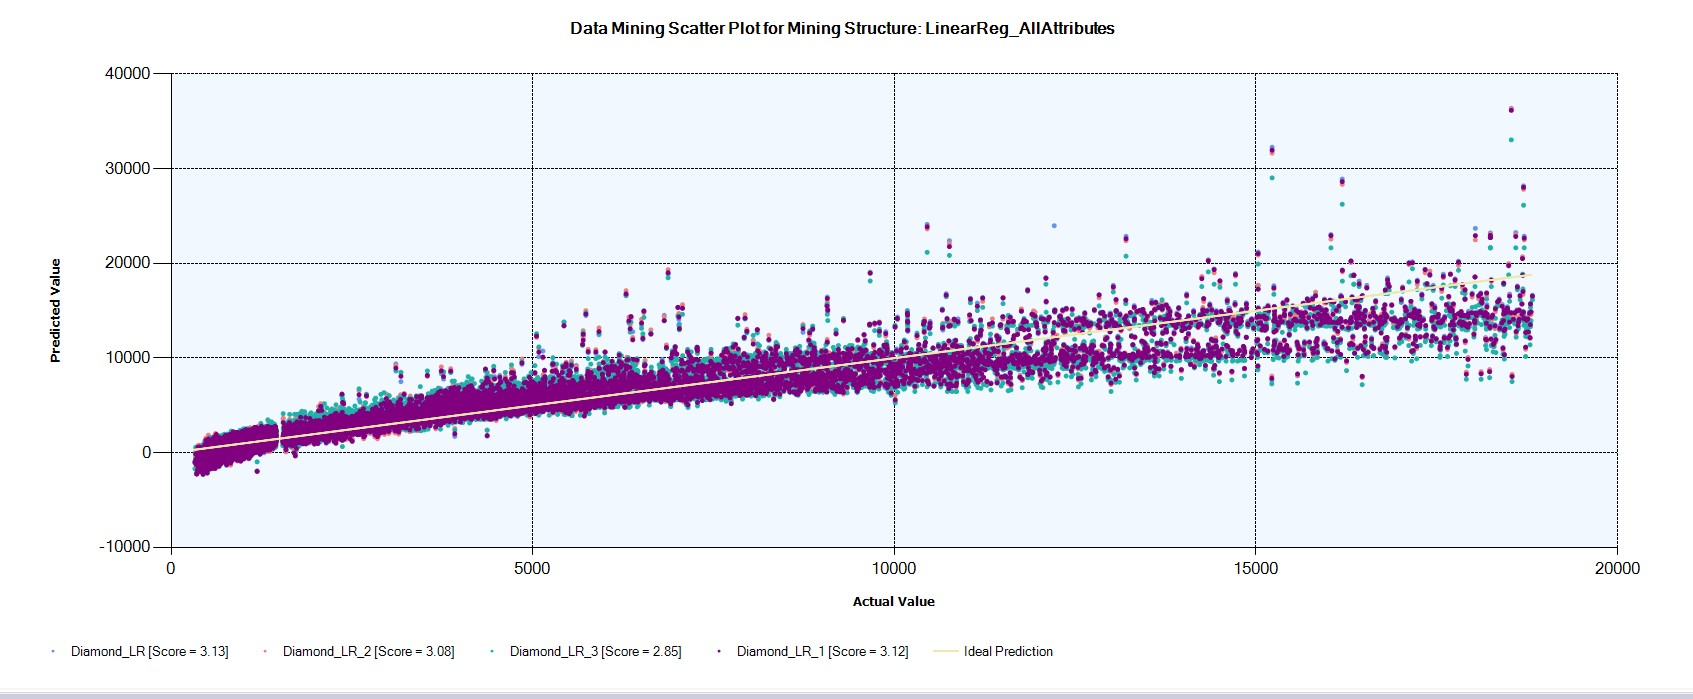 Data Mining Scatter Plot for Mining Structure: LinearReg_AllAttributes
40000
30000
20000
10000
0
-10000
Predicted Value
0 5000 10000 15000 20000
Actual Value
Diamond_LR [Score = 3.13] Diamond_LR_2 [Score = 3.08] Diamond_LR_3 [Score = 2.85] Diamond_LR_1 [Score = 3.12] Ideal Prediction